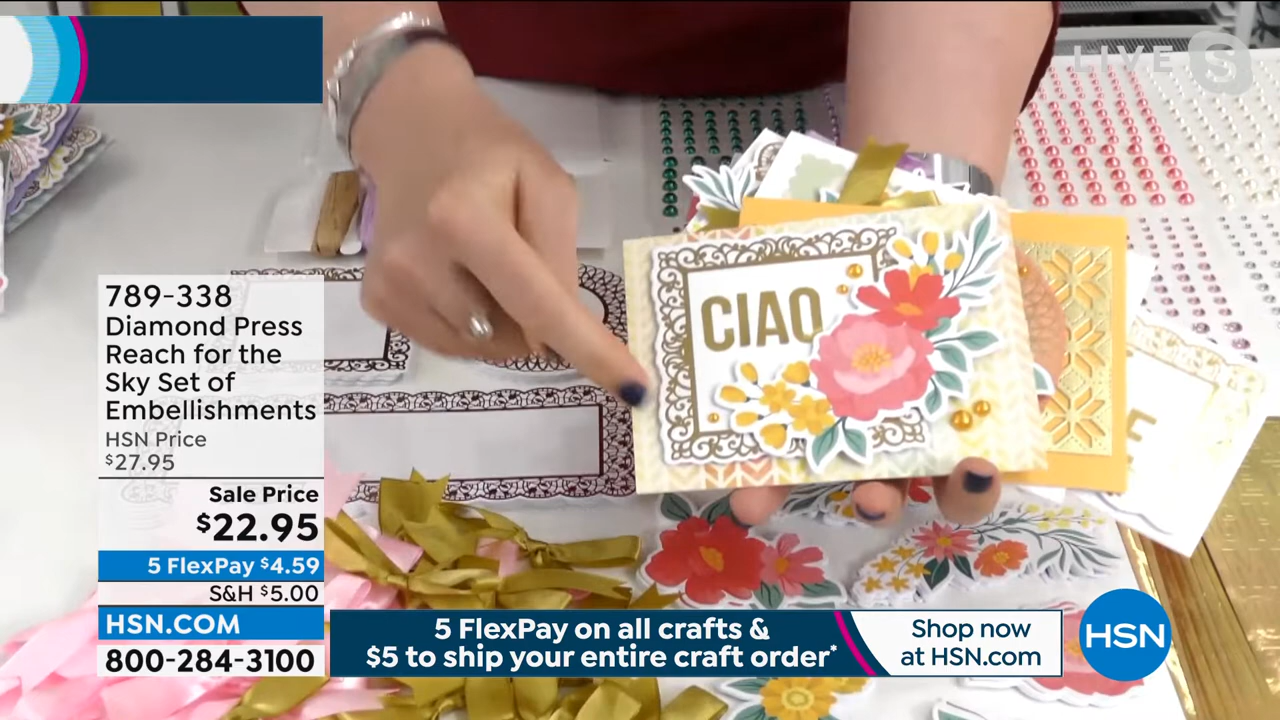 LIVE S
789-338
Diamond Press
Reach for the
Sky Set of
Embellishments
HSN Price
$27.95
Sale Price
$22.95
5 FlexPay $4.59
S&H $5.00
HSN.COM
800-284-3100
CIAO
E
5 FlexPay on all crafts &
$5 to ship your entire craft order*
Shop now
at HSN.com
HSN